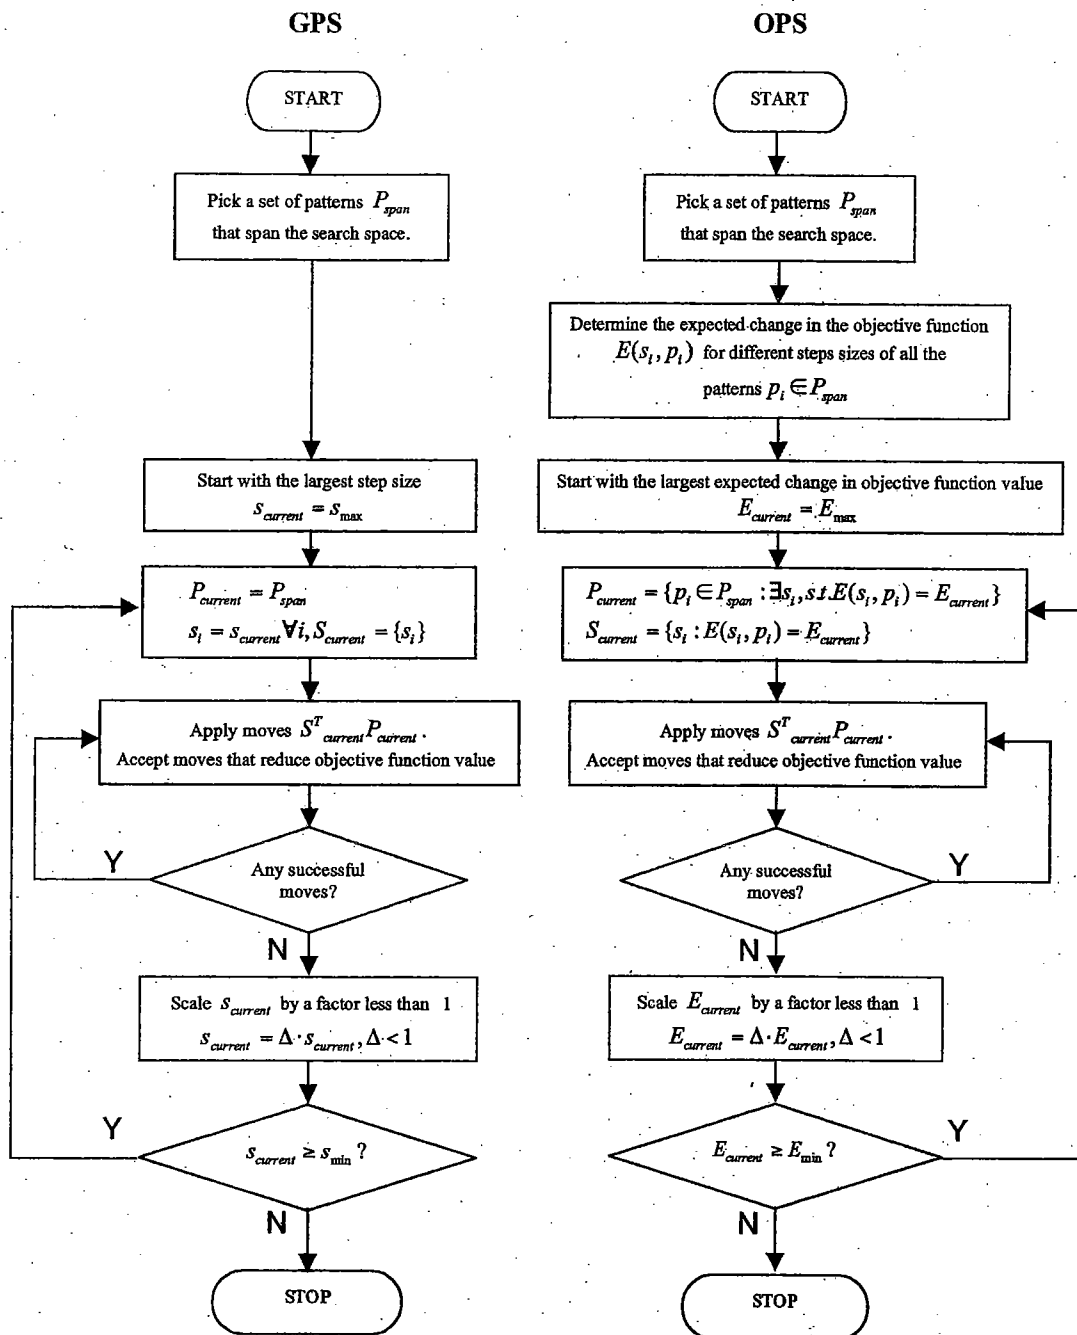 GPS
START
Pick a set of patterns P_span
that span the search space.
Start with the largest step size
s_current = s_max
P_current = P_span
s_i = s_current ∀i, S_current = {s_i}
Apply moves S^T_current P_current.
Accept moves that reduce objective function value
Any successful
moves?
Y
N
Scale s_current by a factor less than 1
s_current = Δ·s_current, Δ<1
s_current ≥ s_min ?
Y
N
STOP
OPS
START
Pick a set of patterns P_span
that span the search space.
Determine the expected change in the objective function
E(s_i, p_i) for different steps sizes of all the
patterns p_i ∈ P_span
Start with the largest expected change in objective function value
E_current = E_max
P_current = {p_i ∈ P_span : ∃s_i, s.t. E(s_i, p_i) = E_current}
S_current = {s_i : E(s_i, p_i) = E_current}
Apply moves S^T_current P_current.
Accept moves that reduce objective function value
Any successful
moves?
Y
N
Scale E_current by a factor less than 1
E_current = Δ·E_current, Δ<1
E_current ≥ E_min ?
Y
N
STOP